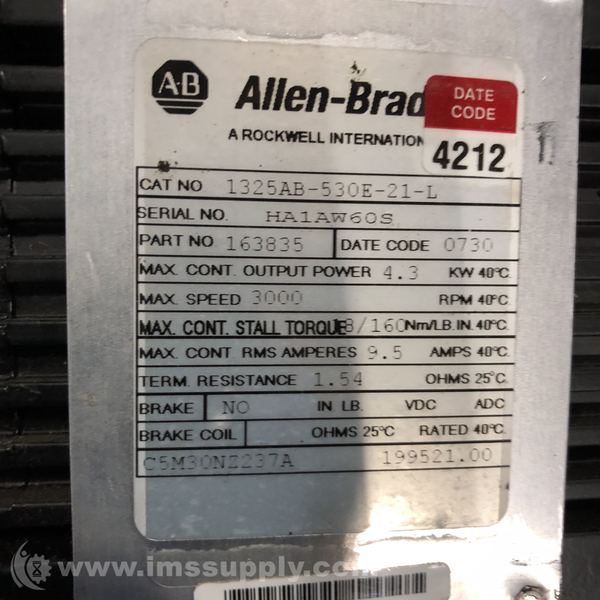 A-B
Allen-Brad
DATE CODE
A ROCKWELL INTERNATION
4212
CAT NO 1325AB-530E-21-L
SERIAL NO. HA1AW60S
PART NO 163835 DATE CODE 0730
MAX. CONT. OUTPUT POWER 4.3 KW 40°C.
MAX. SPEED 3000 RPM 40°C.
MAX. CONT. STALL TORQUE 8/160 Nm/LB.IN. 40°C.
MAX. CONT RMS AMPERES 9.5 AMPS 40°C.
TERM. RESISTANCE 1.54 OHMS 25°C.
BRAKE NO IN LB. VDC ADC
BRAKE COIL OHMS 25°C RATED 40°C.
C5M30NZ237A 199521.00
www.imssupply.com